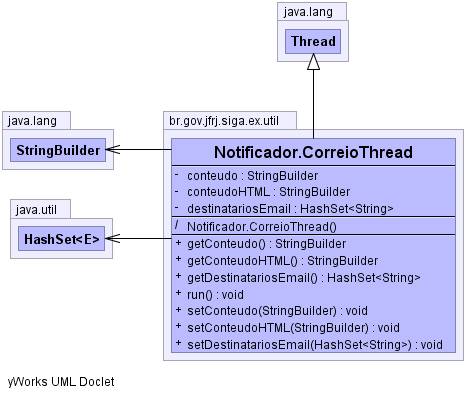 java.lang
Thread
java.lang
StringBuilder
java.util
HashSet<E>
br.gov.jfrj.siga.ex.util
Notificador.CorreioThread
- conteudo : StringBuilder
- conteudoHTML : StringBuilder
- destinatariosEmail : HashSet<String>
/ Notificador.CorreioThread()
+ getConteudo() : StringBuilder
+ getConteudoHTML() : StringBuilder
+ getDestinatariosEmail() : HashSet<String>
+ run() : void
+ setConteudo(StringBuilder) : void
+ setConteudoHTML(StringBuilder) : void
+ setDestinatariosEmail(HashSet<String>) : void
yWorks UML Doclet